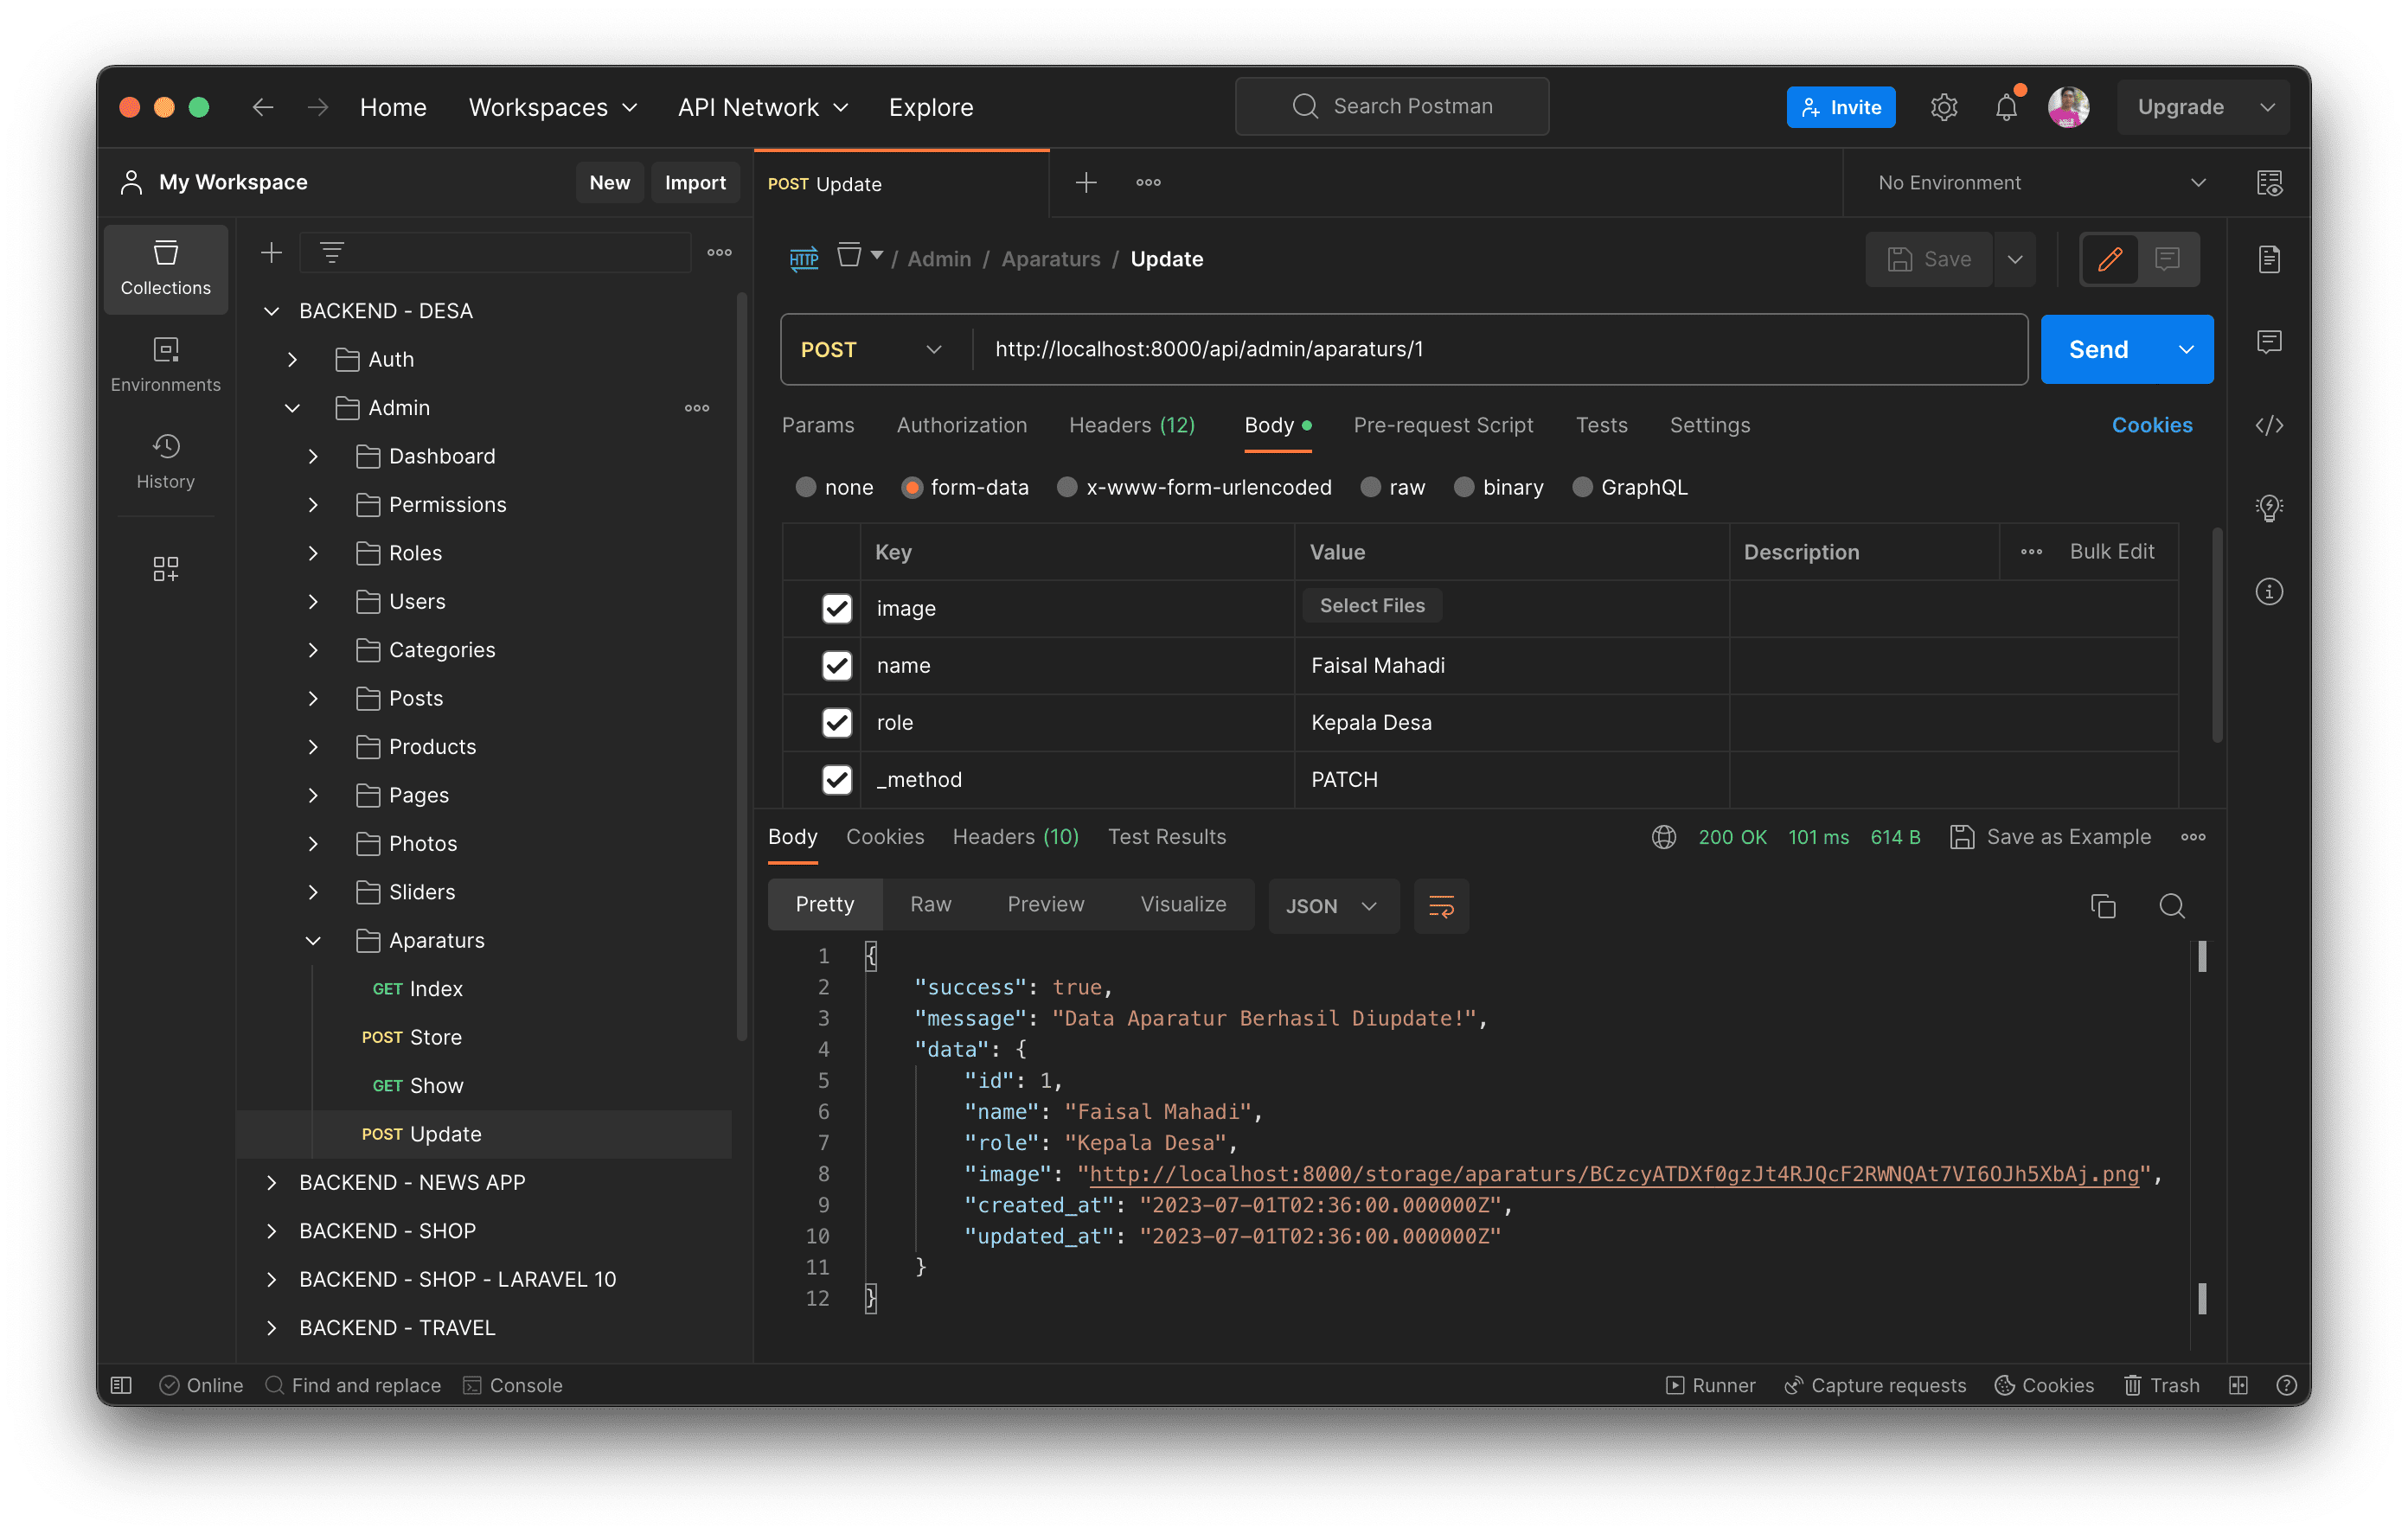 Home Workspaces API Network Explore Search Postman Invite Upgrade
My Workspace New Import
POST Update No Environment
Collections
Environments
History
BACKEND - DESA
Auth
Admin
Dashboard
Permissions
Roles
Users
Categories
Posts
Products
Pages
Photos
Sliders
Aparaturs
GET Index
POST Store
GET Show
POST Update
BACKEND - NEWS APP
BACKEND - SHOP
BACKEND - SHOP - LARAVEL 10
BACKEND - TRAVEL
HTTP / Admin / Aparaturs / Update Save
POST http://localhost:8000/api/admin/aparaturs/1 Send
Params Authorization Headers (12) Body Pre-request Script Tests Settings Cookies
none form-data x-www-form-urlencoded raw binary GraphQL
Key Value Description Bulk Edit
image Select Files
name Faisal Mahadi
role Kepala Desa
_method PATCH
Body Cookies Headers (10) Test Results 200 OK 101 ms 614 B Save as Example
Pretty Raw Preview Visualize JSON
1 {
2 "success": true,
3 "message": "Data Aparatur Berhasil Diupdate!",
4 "data": {
5 "id": 1,
6 "name": "Faisal Mahadi",
7 "role": "Kepala Desa",
8 "image": "http://localhost:8000/storage/aparaturs/BCzcyATDXf0gzJt4RJQcF2RWNQAt7VI6OJh5XbAj.png",
9 "created_at": "2023-07-01T02:36:00.000000Z",
10 "updated_at": "2023-07-01T02:36:00.000000Z"
11 }
12 }
Online Find and replace Console Runner Capture requests Cookies Trash